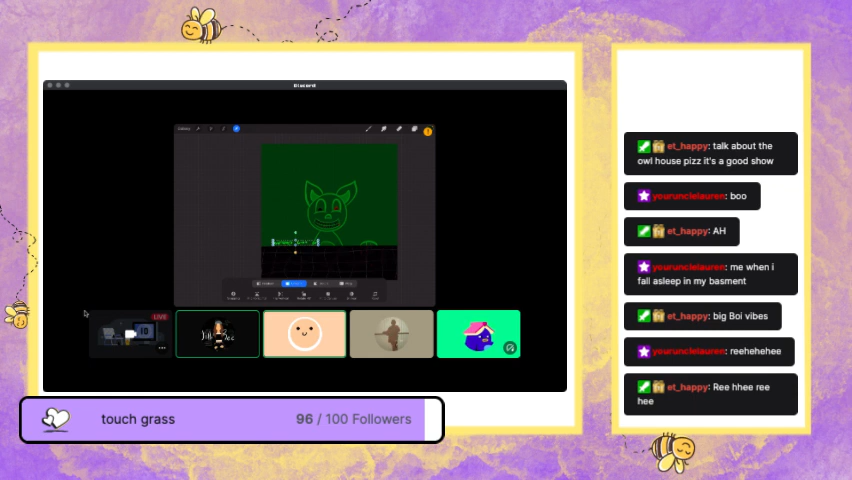 Discord
Gallery
LIVE
et_happy: talk about the
owl house pizz it's a good show
youruncielauren: boo
et_happy: AH
youruncielauren: me when i
fall asleep in my basment
et_happy: big Boi vibes
youruncielauren: reehehehee
et_happy: Ree hhee ree
hee
touch grass
96 / 100 Followers